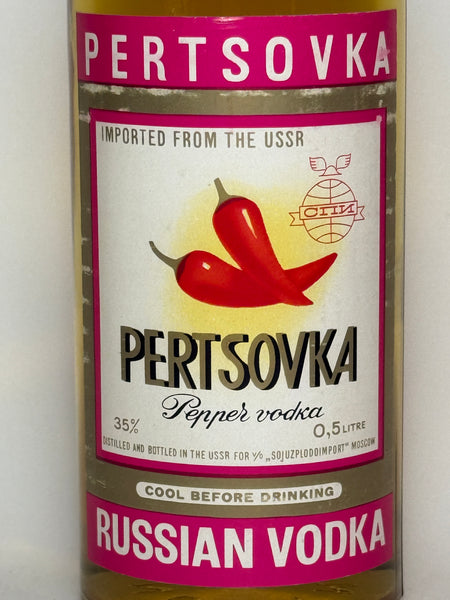 PERTSOVKA
IMPORTED FROM THE USSR
СПИ
PERTSOVKA
Pepper vodka
35% 0,5 LITRE
DISTILLED AND BOTTLED IN THE USSR FOR V/O „SOJUZPLODOIMPORT" MOSCOW
COOL BEFORE DRINKING
RUSSIAN VODKA